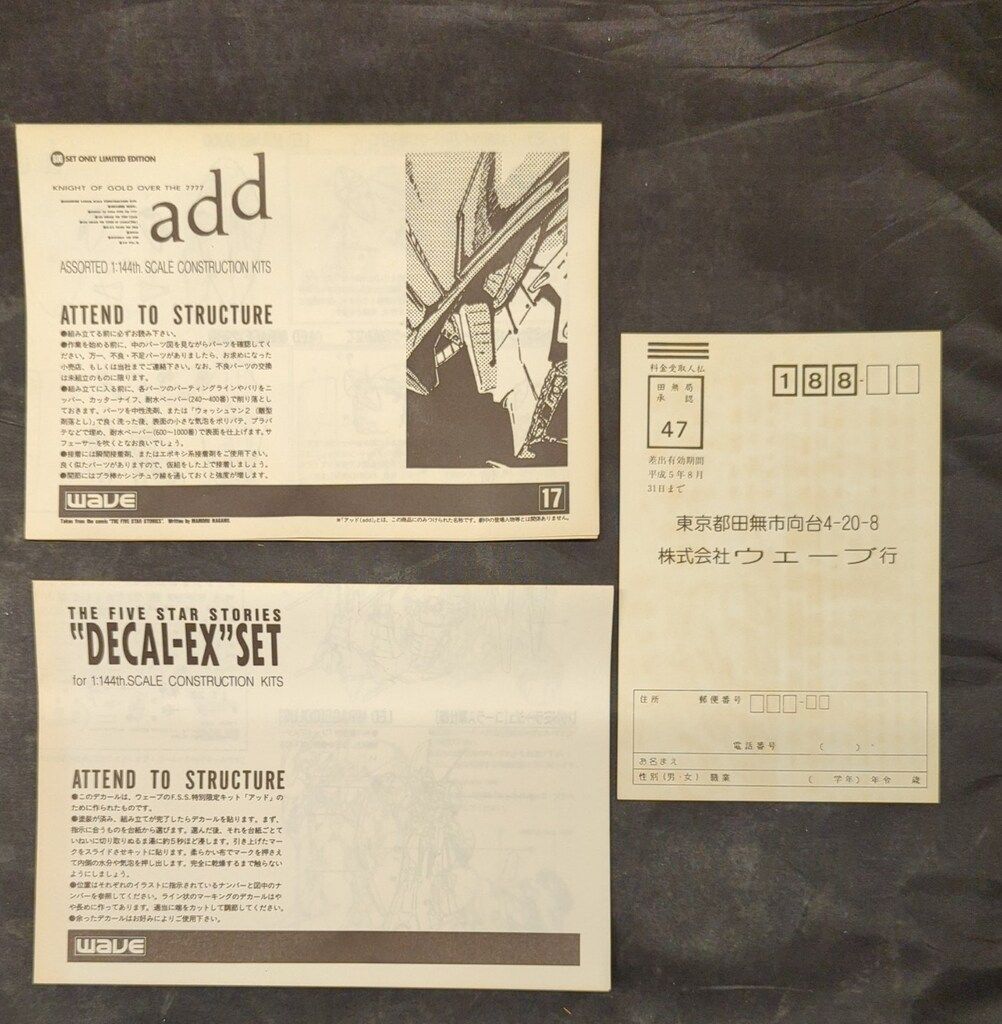 SET ONLY LIMITED EDITION
KNIGHT OF GOLD OVER THE 7777
add
ASSORTED 1:144th. SCALE CONSTRUCTION KITS
ATTEND TO STRUCTURE
●組み立てる前に必ずお読み下さい。
●作業を始める前に、中のパーツ図を見ながらパーツを確認してく
ださい。万一、不良・不足パーツがありましたら、お求めになった
小売店、もしくは当社までご連絡下さい。なお、不良パーツの交換
は未組立のものに限ります。
●組み立てに入る前に、各パーツのパーティングラインやバリをニ
ッパー、カッターナイフ、耐水ペーパー(240〜400番)で削り落とし
ておきます。パーツを中性洗剤、または「ウォッシュマン2(離型
剤落とし)」で良く洗った後、表面の小さな気泡をポリパテ、プラパ
テなどで埋め、耐水ペーパー(600〜1000番)で表面を仕上げます。サ
フェーサーを吹くとなお良いでしょう。
●接着には瞬間接着剤、またはエポキシ系接着剤をご使用下さい。
良く似たパーツがありますので、仮組をした上で接着しましょう。
●関節にはプラ棒かシンチュウ線を通しておくと強度が増します。
WAVE
17
Taken from the comic "THE FIVE STAR STORIES". Written by MAMORU NAGANO.
※「アッド(add)」とは、この商品にのみつけられた名称です。劇中の登場人物等とは関係ありません。
THE FIVE STAR STORIES
"DECAL-EX"SET
for 1:144th.SCALE CONSTRUCTION KITS
ATTEND TO STRUCTURE
●このデカールは、ウェーブのF.S.S.特別限定キット「アッド」の
ために作られたものです。
●塗装が済み、組み立てが完了したらデカールを貼ります。まず、
指示に合うものを台紙から選びます。選んだ後、それを台紙ごとて
いねいに切り取りぬるま湯に約5秒ほど浸します。引き上げたマー
クをスライドさせキットに貼ります。柔らかい布でマークを押さえ
て内側の水分や気泡を押し出します。完全に乾燥するまで触らない
ようにしましょう。
●位置はそれぞれのイラストに指示されているナンバーと図中のナ
ンバーを参照してください。ライン状のマーキングのデカールはや
や長めに作ってあります。適当に端をカットして調節してください。
●余ったデカールはお好みによりご使用下さい。
WAVE
料金受取人払
田無局
承認
47
差出有効期間
平成5年8月
31日まで
188-
東京都田無市向台4-20-8
株式会社ウェーブ行
住所 郵便番号
電話番号 ( )
お名まえ
性別(男・女) 職業 ( 学年) 年令 歳